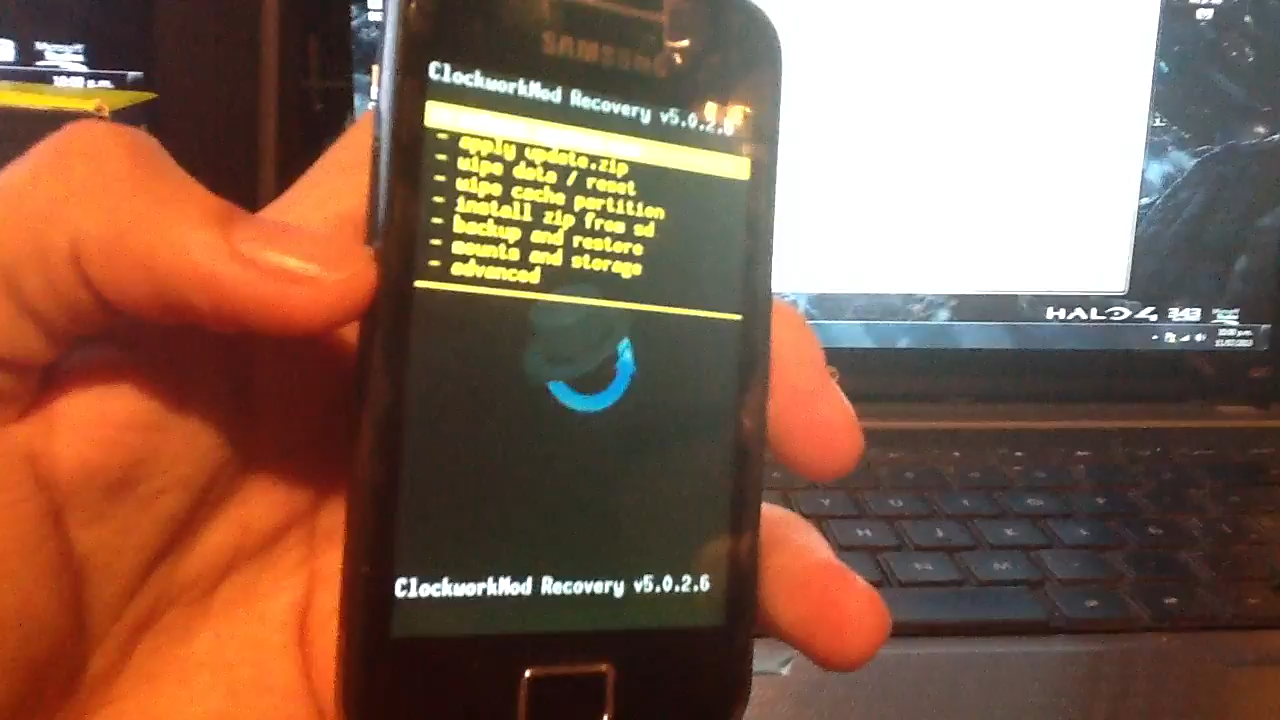 SAMSUNG
ClockworkMod Recovery v5.0.2.6
- apply update.zip
- wipe data / reset
- wipe cache partition
- install zip from sd
- backup and restore
- mounts and storage
- advanced
ClockworkMod Recovery v5.0.2.6
HALO 4 343